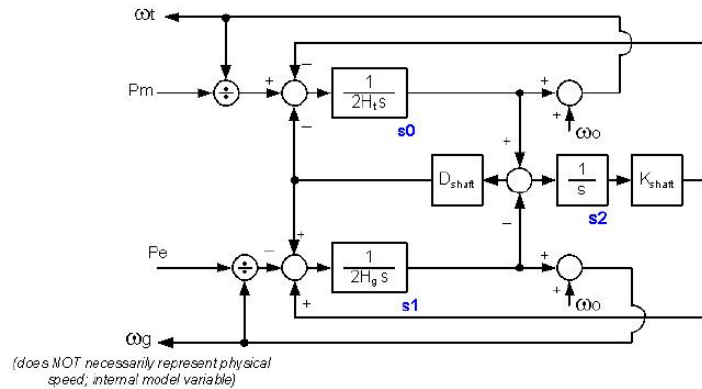 ωt
Pm
÷
+
−
−
1
2Hₜs
s0
+
+
ωo
+
Dshaft
1
s
s2
Kshaft
−
Pe
÷
−
+
+
1
2H_g s
s1
+
+
ωo
ωg
(does NOT necessarily represent physical
speed; internal model variable)